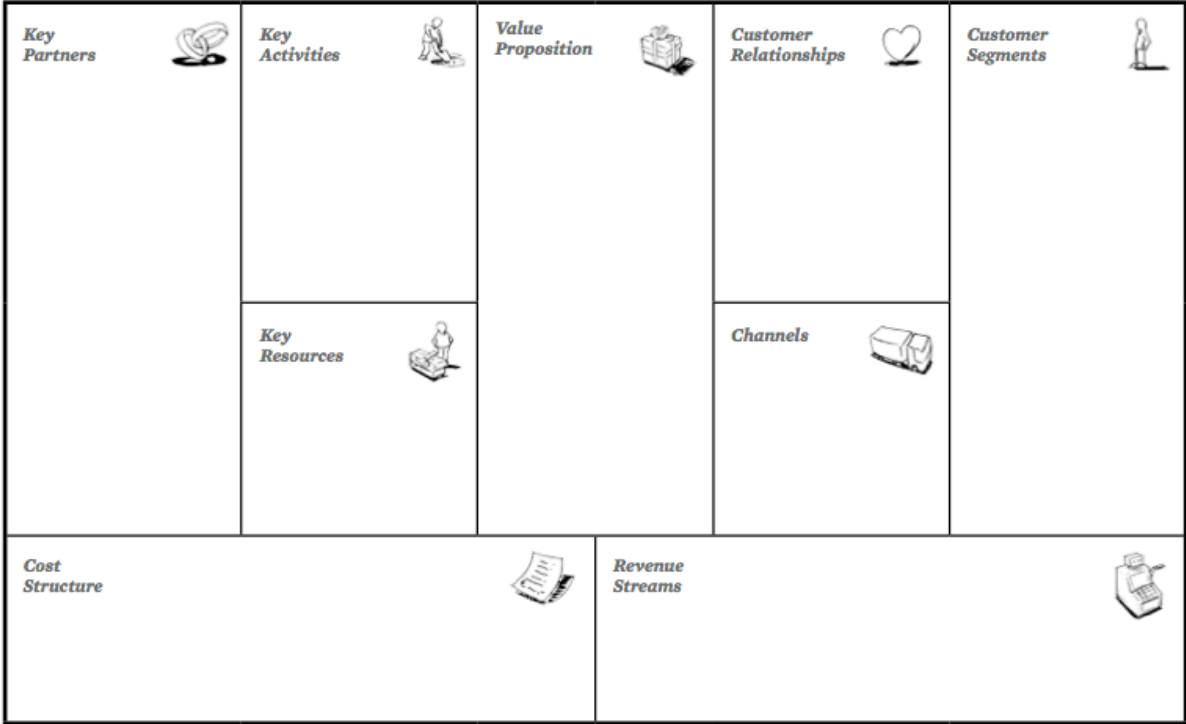 Key
Partners
Key
Activities
Value
Proposition
Customer
Relationships
Customer
Segments
Key
Resources
Channels
Cost
Structure
Revenue
Streams